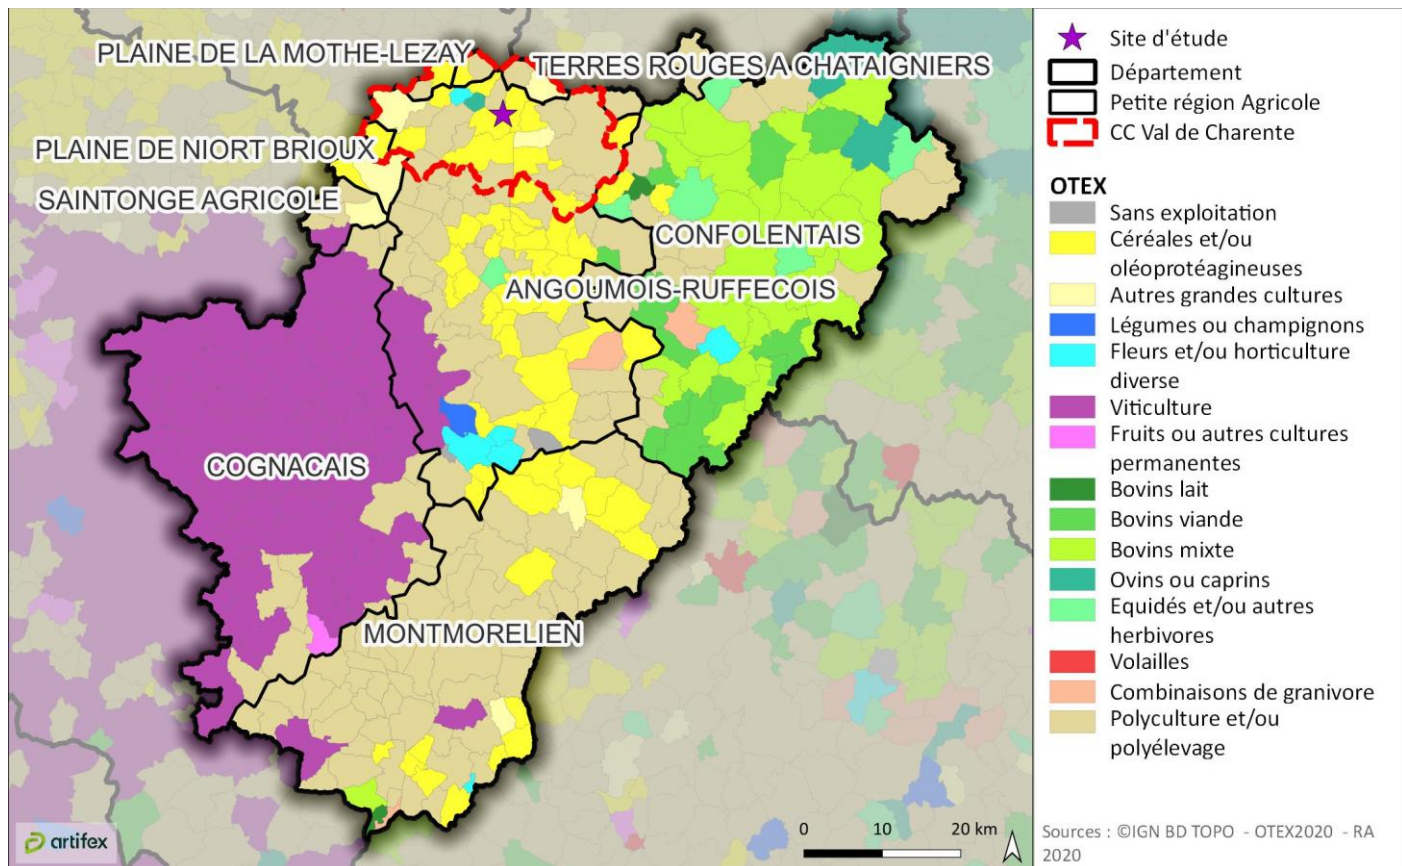 PLAINE DE LA MOTHE-LEZAY
TERRES ROUGES A CHATAIGNIERS
PLAINE DE NIORT BRIOUX
SAINTONGE AGRICOLE
CONFOLENTAIS
ANGOUMOIS-RUFFECOIS
COGNACAIS
MONTMORELIEN
artifex
0 10 20 km
Site d'étude
Département
Petite région Agricole
CC Val de Charente
OTEX
Sans exploitation
Céréales et/ou
oléoprotéagineuses
Autres grandes cultures
Légumes ou champignons
Fleurs et/ou horticulture
diverse
Viticulture
Fruits ou autres cultures
permanentes
Bovins lait
Bovins viande
Bovins mixte
Ovins ou caprins
Equidés et/ou autres
herbivores
Volailles
Combinaisons de granivore
Polyculture et/ou
polyélevage
Sources : ©IGN BD TOPO - OTEX2020 - RA
2020